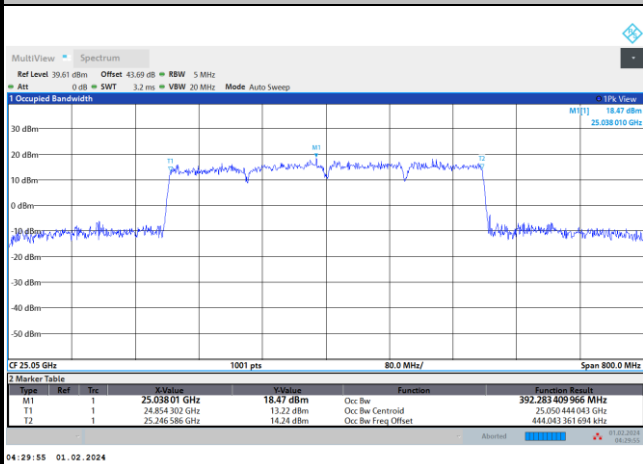 MultiView Spectrum
Ref Level 39.61 dBm Offset 43.69 dB RBW 5 MHz
Att 0 dB SWT 3.2 ms VBW 20 MHz Mode Auto Sweep
1 Occupied Bandwidth 1Pk View
M1[1] 18.47 dBm
25.038 010 GHz
30 dBm
M1
20 dBm
T1 T2
10 dBm
0 dBm
-10 dBm
-20 dBm
-30 dBm
-40 dBm
-50 dBm
CF 25.05 GHz 1001 pts 80.0 MHz/ Span 800.0 MHz
2 Marker Table
Type Ref Trc X-Value Y-Value Function Function Result
M1 1 25.03801 GHz 18.47 dBm Occ Bw 392.283 409 966 MHz
T1 1 24.854 302 GHz 13.22 dBm Occ Bw Centroid 25.050 444 043 GHz
T2 1 25.246 586 GHz 14.24 dBm Occ Bw Freq Offset 444.043 361 694 kHz
Aborted 01.02.2024
04:29:55
04:29:55 01.02.2024